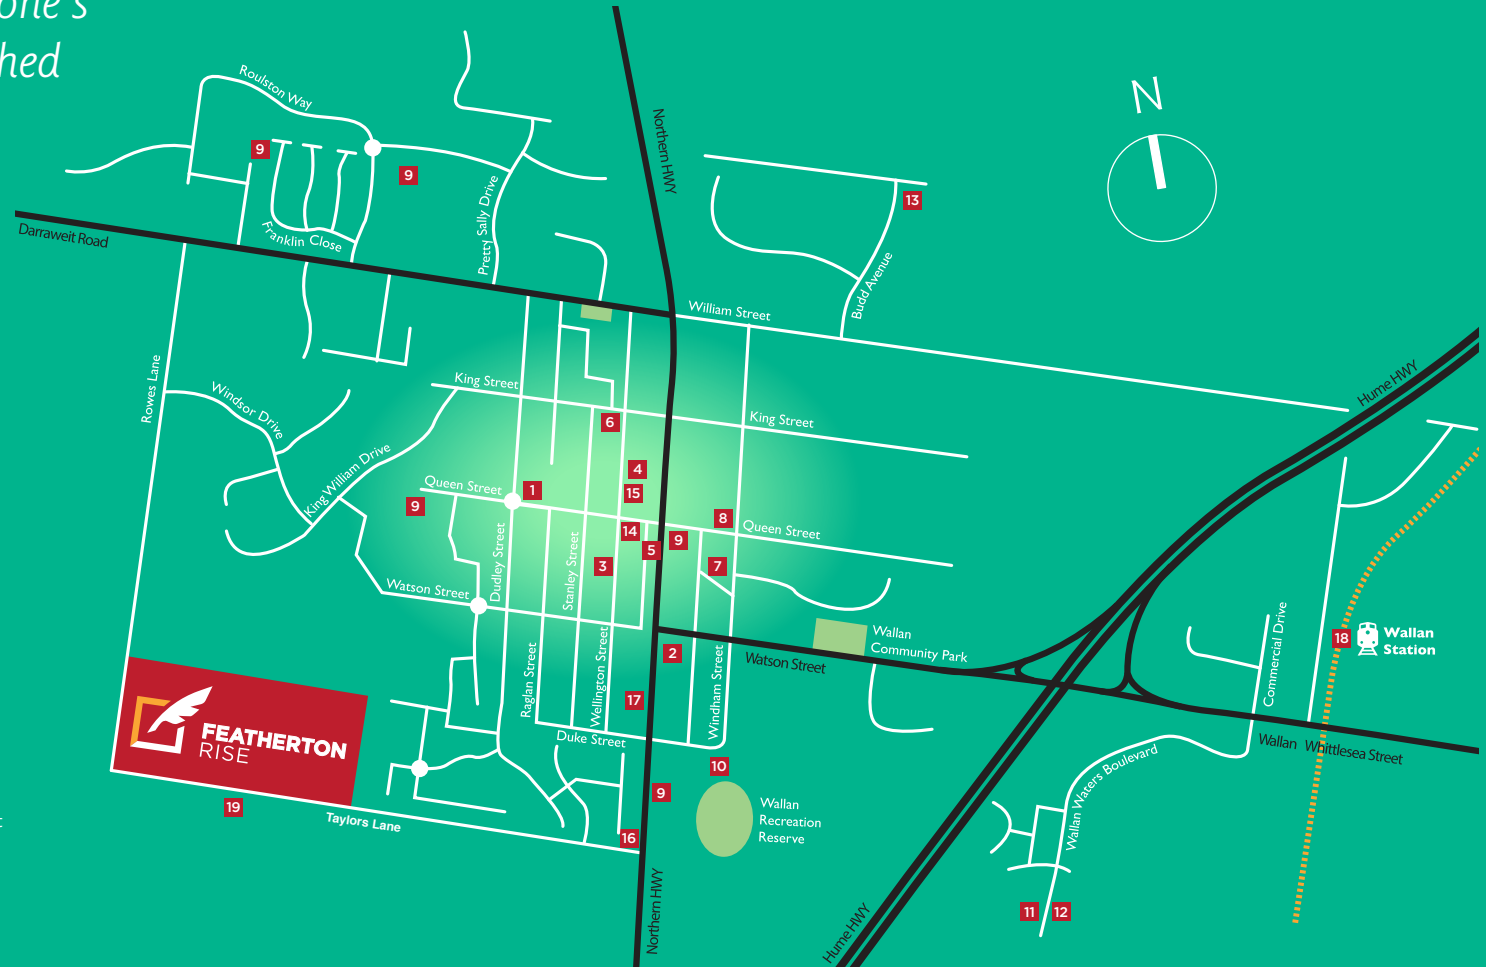 one's
hed
N
Roulston Way
9
9
Northern HWY
Pretty Sally Drive
13
Franklin Close
Darraweit Road
Budd Avenue
William Street
Hume HWY
Rowes Lane
Windsor Drive
King Street
King Street
6
King William Drive
4
Queen Street
1
15
9
14
8
Queen Street
9
5
Dudley Street
Stanley Street
3
7
Watson Street
Wallan
Community Park
18
Wallan
Station
Commercial Drive
2
Watson Street
Raglan Street
Wellington Street
Windham Street
17
FEATHERTON
RISE
Duke Street
Wallan Whittlesea Street
10
9
Wallan
Recreation
Reserve
Wallan Waters Boulevard
19
Taylors Lane
16
Northern HWY
Hume HWY
11
12